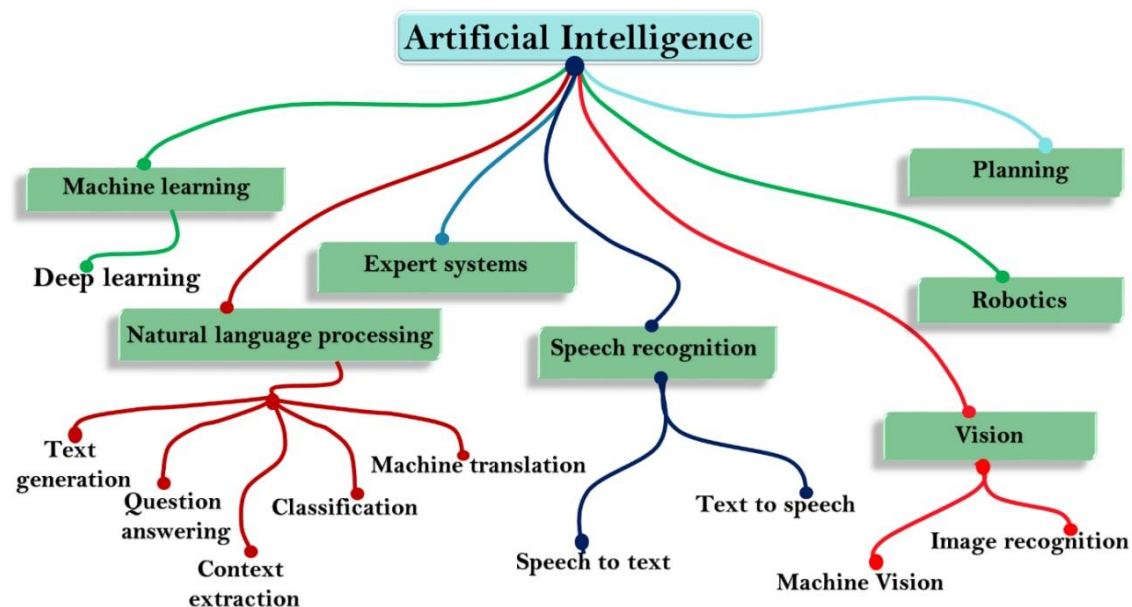 Artificial Intelligence
Machine learning
Planning
Deep learning
Expert systems
Robotics
Natural language processing
Speech recognition
Vision
Text
generation
Question
answering
Context
extraction
Classification
Machine translation
Speech to text
Text to speech
Machine Vision
Image recognition